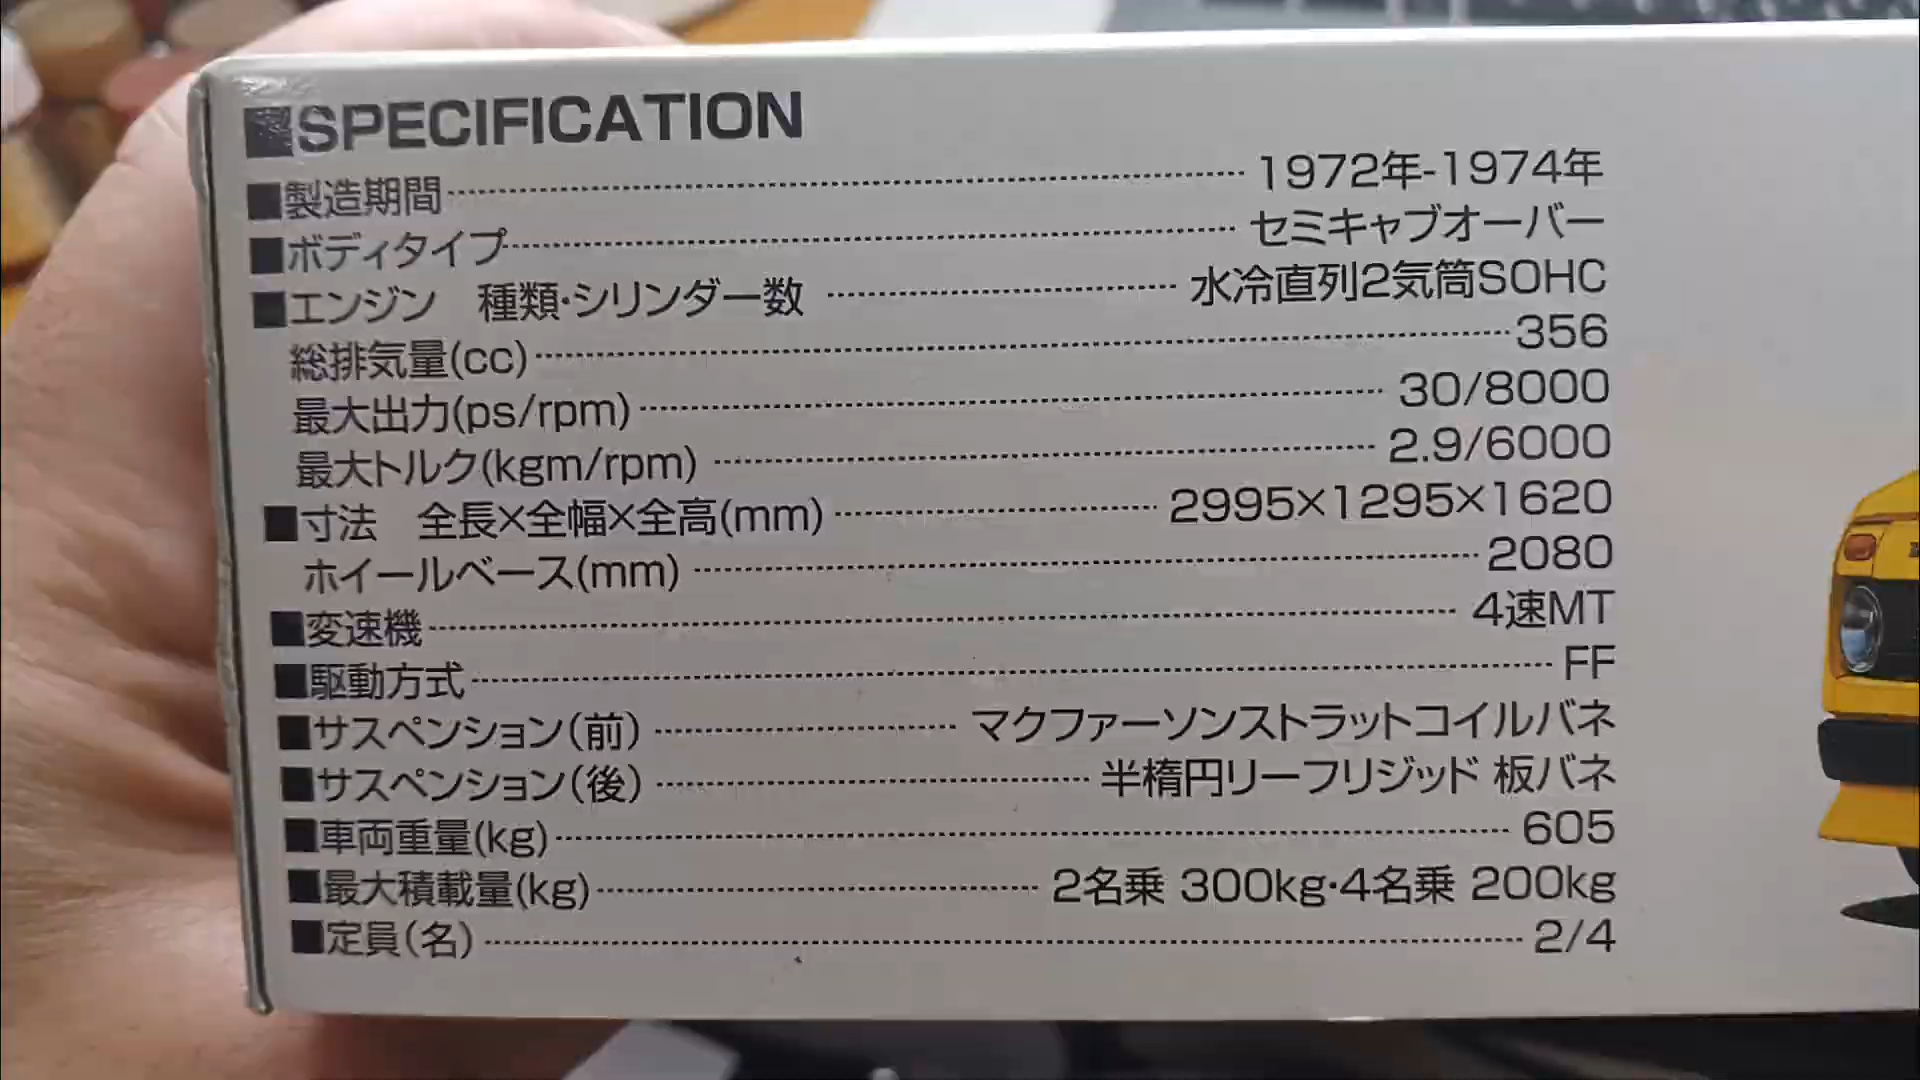 ■SPECIFICATION
■製造期間 1972年-1974年
■ボディタイプ セミキャブオーバー
■エンジン 種類・シリンダー数 水冷直列2気筒SOHC
総排気量(cc) 356
最大出力(ps/rpm) 30/8000
最大トルク(kgm/rpm) 2.9/6000
■寸法 全長×全幅×全高(mm) 2995×1295×1620
ホイールベース(mm) 2080
■変速機 4速MT
■駆動方式 FF
■サスペンション(前) マクファーソンストラットコイルバネ
■サスペンション(後) 半楕円リーフリジッド 板バネ
■車両重量(kg) 605
■最大積載量(kg) 2名乗 300kg・4名乗 200kg
■定員(名) 2/4